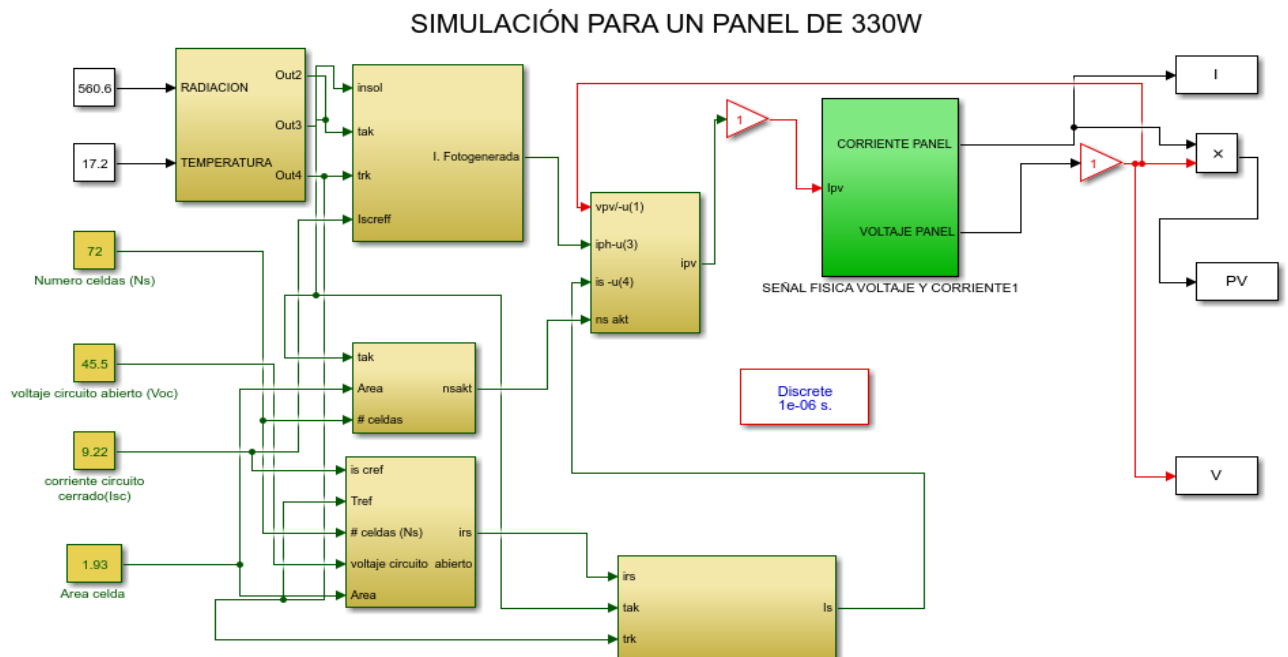 SIMULACIÓN PARA UN PANEL DE 330W
560.6
17.2
RADIACION
TEMPERATURA
Out2
Out3
Out4
insol
tak
trk
Iscreff
I. Fotogenerada
72
Numero celdas (Ns)
45.5
voltaje circuito abierto (Voc)
9.22
corriente circuito
cerrado(Isc)
1.93
Area celda
tak
Area
# celdas
nsakt
is cref
Tref
# celdas (Ns)
voltaje circuito abierto
Area
irs
irs
tak
trk
Is
vpv/-u(1)
iph-u(3)
is -u(4)
ns akt
ipv
1
Ipv
CORRIENTE PANEL
VOLTAJE PANEL
SEÑAL FISICA VOLTAJE Y CORRIENTE1
1
Discrete
1e-06 s.
I
×
PV
V